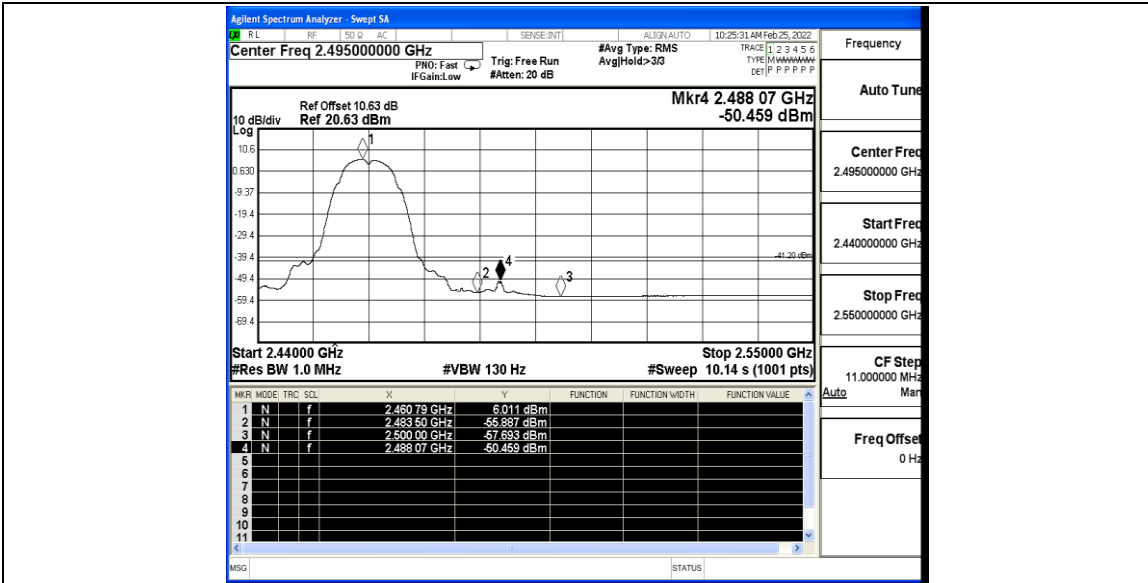 Agilent Spectrum Analyzer - Swept SA
LXI RL RF 50 Ω AC SENSE:INT ALIGN AUTO 10:25:31 AM Feb 25, 2022
Center Freq 2.495000000 GHz
PNO: Fast
IFGain:Low
Trig: Free Run
#Atten: 20 dB
#Avg Type: RMS
Avg|Hold:>3/3
TRACE 1 2 3 4 5 6
TYPE M WWWWW
DET P P P P P P
Mkr4 2.488 07 GHz
-50.459 dBm
Ref Offset 10.63 dB
10 dB/div Ref 20.63 dBm
Log
10.6
0.630
-9.37
-19.4
-29.4
-39.4
-49.4
-59.4
-69.4
1
2
4
3
-41.20 dBm
Start 2.44000 GHz Stop 2.55000 GHz
#Res BW 1.0 MHz #VBW 130 Hz #Sweep 10.14 s (1001 pts)
MKR MODE TRC SCL X Y FUNCTION FUNCTION WIDTH FUNCTION VALUE
1 N f 2.460 79 GHz 6.011 dBm
2 N f 2.483 50 GHz -55.887 dBm
3 N f 2.500 00 GHz -57.693 dBm
4 N f 2.488 07 GHz -50.459 dBm
5
6
7
8
9
10
11
MSG STATUS
Frequency
Auto Tune
Center Freq
2.495000000 GHz
Start Freq
2.440000000 GHz
Stop Freq
2.550000000 GHz
CF Step
11.000000 MHz
Auto Man
Freq Offset
0 Hz